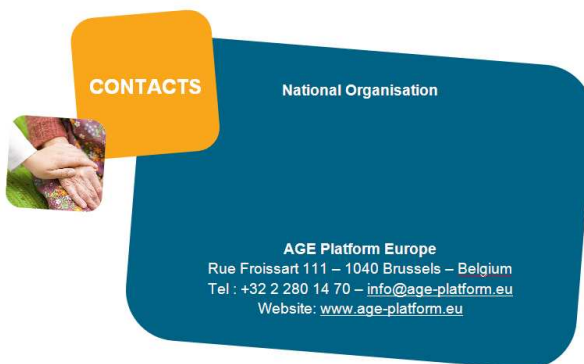 CONTACTS
National Organisation
AGE Platform Europe
Rue Froissart 111 – 1040 Brussels – Belgium
Tel : +32 2 280 14 70 – info@age-platform.eu
Website: www.age-platform.eu